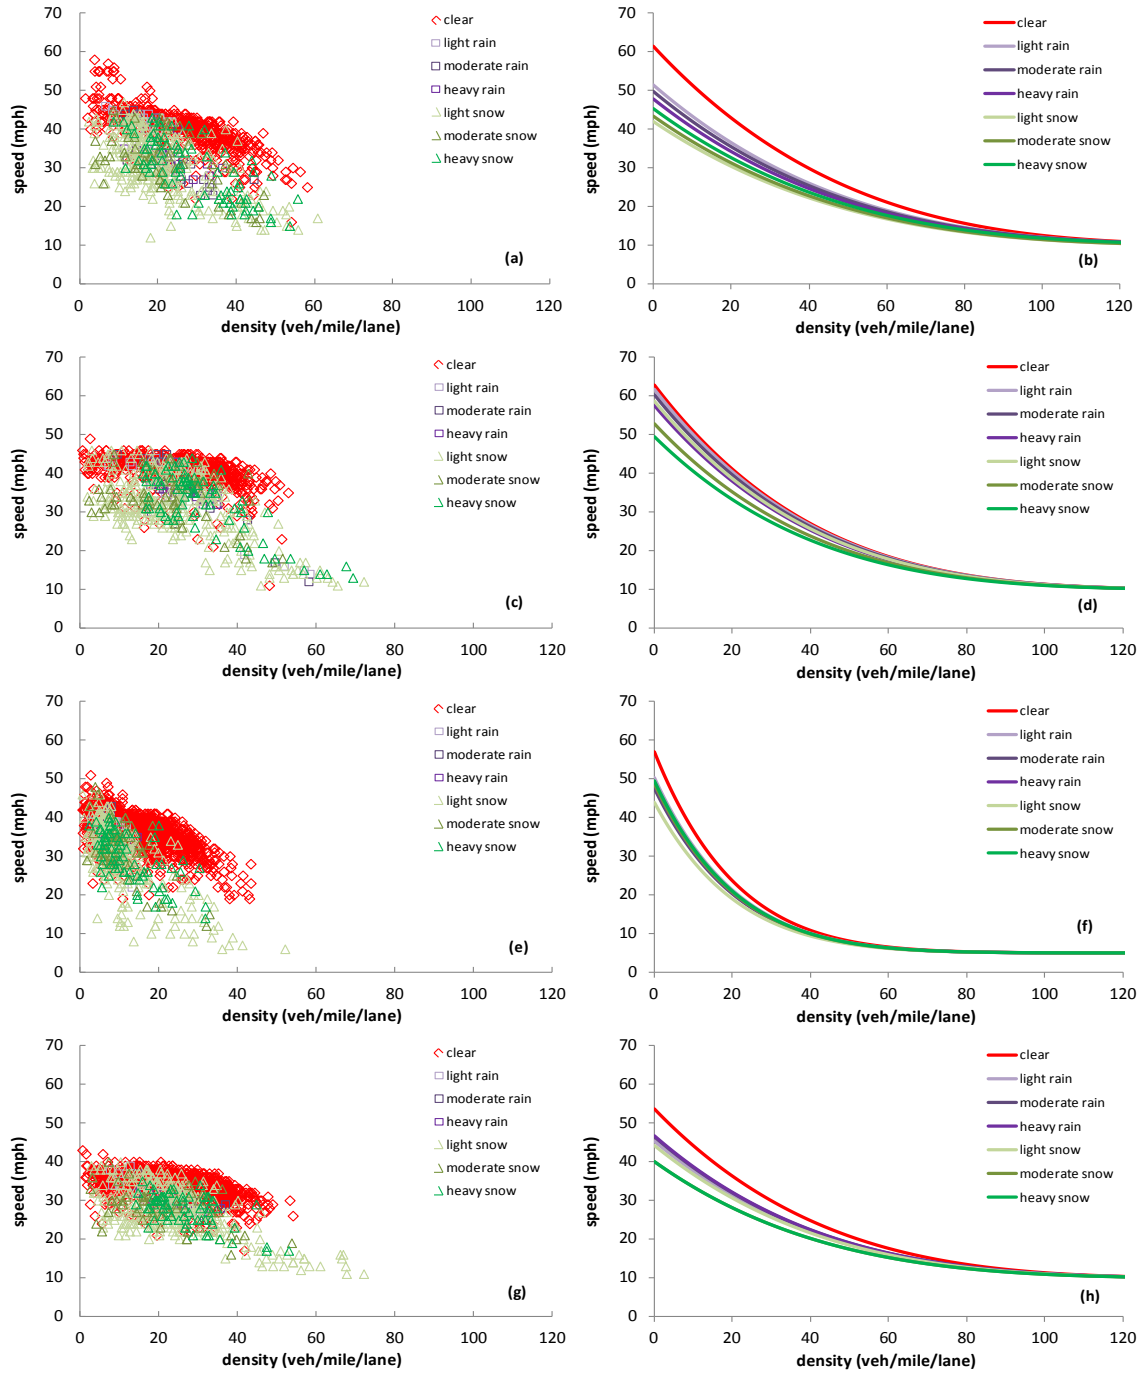 70
60
50
40
30
20
10
0
speed (mph)
0 20 40 60 80 100 120
density (veh/mile/lane)
clear
light rain
moderate rain
heavy rain
light snow
moderate snow
heavy snow
(a)
70
60
50
40
30
20
10
0
speed (mph)
0 20 40 60 80 100 120
density (veh/mile/lane)
clear
light rain
moderate rain
heavy rain
light snow
moderate snow
heavy snow
(b)
70
60
50
40
30
20
10
0
speed (mph)
0 20 40 60 80 100 120
density (veh/mile/lane)
clear
light rain
moderate rain
heavy rain
light snow
moderate snow
heavy snow
(c)
70
60
50
40
30
20
10
0
speed (mph)
0 20 40 60 80 100 120
density (veh/mile/lane)
clear
light rain
moderate rain
heavy rain
light snow
moderate snow
heavy snow
(d)
70
60
50
40
30
20
10
0
speed (mph)
0 20 40 60 80 100 120
density (veh/mile/lane)
clear
light rain
moderate rain
heavy rain
light snow
moderate snow
heavy snow
(e)
70
60
50
40
30
20
10
0
speed (mph)
0 20 40 60 80 100 120
density (veh/mile/lane)
clear
light rain
moderate rain
heavy rain
light snow
moderate snow
heavy snow
(f)
70
60
50
40
30
20
10
0
speed (mph)
0 20 40 60 80 100 120
density (veh/mile/lane)
clear
light rain
moderate rain
heavy rain
light snow
moderate snow
heavy snow
(g)
70
60
50
40
30
20
10
0
speed (mph)
0 20 40 60 80 100 120
density (veh/mile/lane)
clear
light rain
moderate rain
heavy rain
light snow
moderate snow
heavy snow
(h)